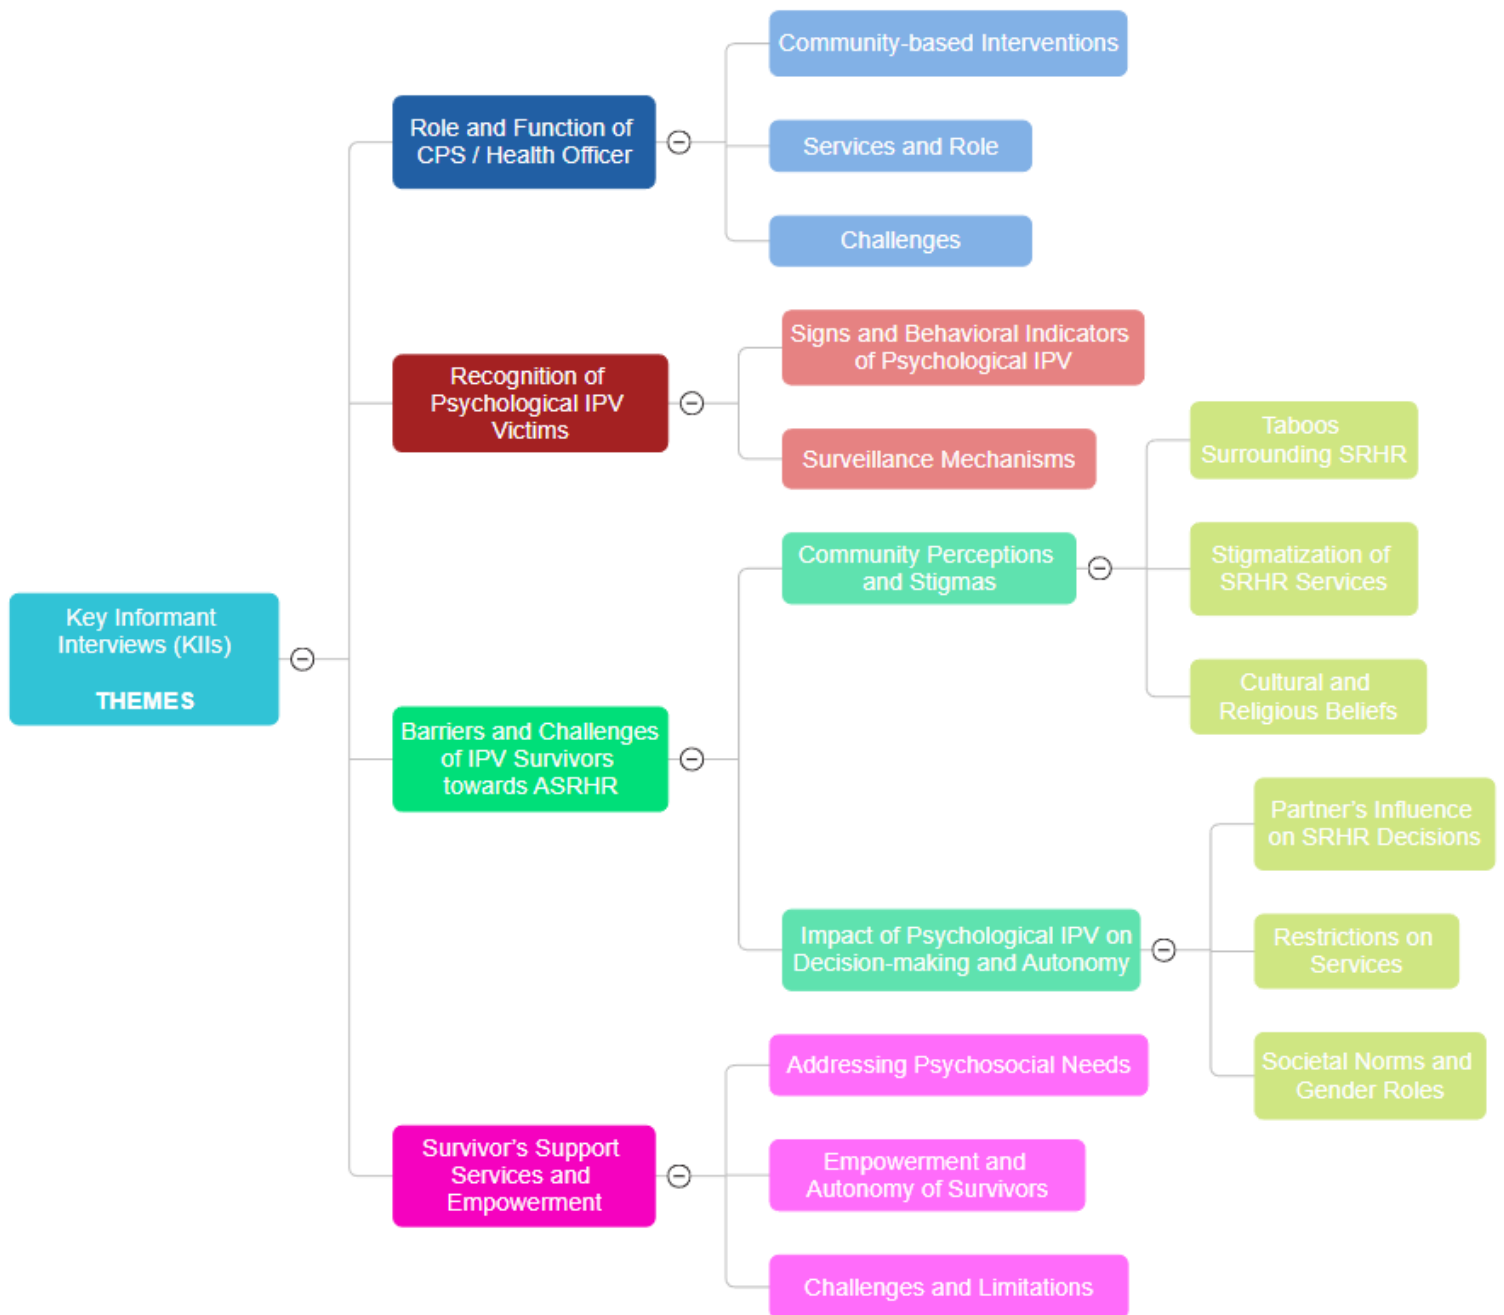 Key Informant
Interviews (KIIs)
THEMES
Role and Function of
CPS / Health Officer
Community-based Interventions
Services and Role
Challenges
Recognition of
Psychological IPV
Victims
Signs and Behavioral Indicators
of Psychological IPV
Surveillance Mechanisms
Barriers and Challenges
of IPV Survivors
towards ASRHR
Community Perceptions
and Stigmas
Taboos
Surrounding SRHR
Stigmatization of
SRHR Services
Cultural and
Religious Beliefs
Impact of Psychological IPV on
Decision-making and Autonomy
Partner’s Influence
on SRHR Decisions
Restrictions on
Services
Societal Norms and
Gender Roles
Survivor’s Support
Services and
Empowerment
Addressing Psychosocial Needs
Empowerment and
Autonomy of Survivors
Challenges and Limitations